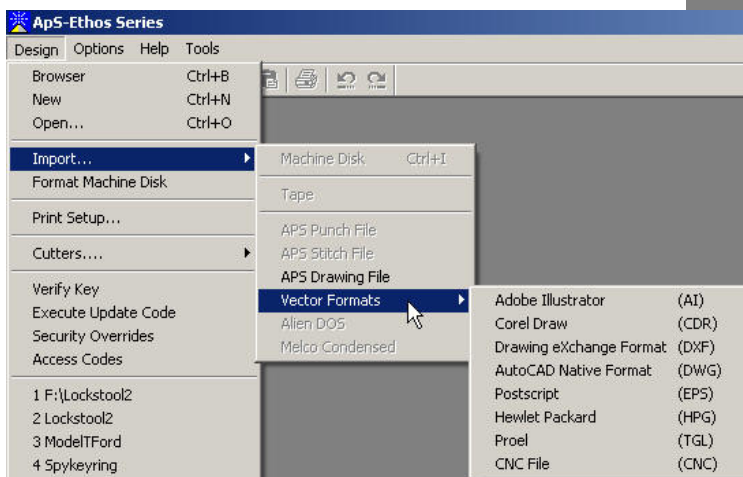 ApS-Ethos Series
Design Options Help Tools
Browser Ctrl+B
New Ctrl+N
Open... Ctrl+O
Import...
Format Machine Disk
Print Setup...
Cutters....
Verify Key
Execute Update Code
Security Overrides
Access Codes
1 F:\Lockstool2
2 Lockstool2
3 ModelTFord
4 Spykeyring
Machine Disk Ctrl+I
Tape
APS Punch File
APS Stitch File
APS Drawing File
Vector Formats
Alien DOS
Melco Condensed
Adobe Illustrator (AI)
Corel Draw (CDR)
Drawing eXchange Format (DXF)
AutoCAD Native Format (DWG)
Postscript (EPS)
Hewlet Packard (HPG)
Proel (TGL)
CNC File (CNC)